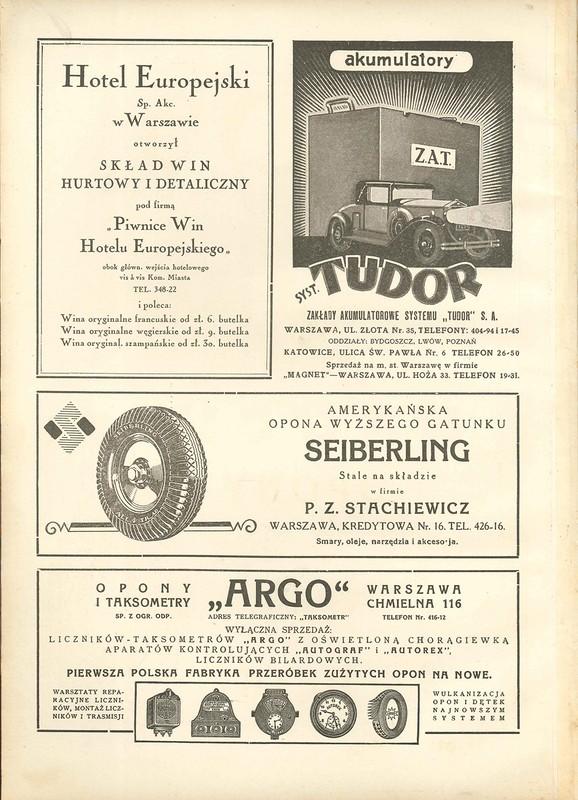 Hotel Europejski
Sp. Akc.
w Warszawie
otworzył
SKŁAD WIN
HURTOWY I DETALICZNY
pod firmą
„Piwnice Win
Hotelu Europejskiego„
obok główn. wejścia hotelowego
vis à vis Kom. Miasta
TEL. 348-22
i poleca:
Wina oryginalne francuskie od zł. 6. butelka
Wina oryginalne węgierskie od zł. 9. butelka
Wina oryginal. szampańskie od zł. 30. butelka
akumulatory
Z.A.T.
SYST. TUDOR
ZAKŁADY AKUMULATOROWE SYSTEMU „TUDOR" S. A.
WARSZAWA, UL. ZŁOTA Nr. 35, TELEFONY: 404-94 i 17-45
ODDZIAŁY: BYDGOSZCZ, LWÓW, POZNAŃ
KATOWICE, ULICA ŚW. PAWŁA Nr. 6 TELEFON 26-50
Sprzedaż na m. st. Warszawę w firmie
„MAGNET"—WARSZAWA, UL. HOŻA 33. TELEFON 19-31.
SEIBERLING
ALL-TREAD
AMERYKAŃSKA
OPONA WYŻSZEGO GATUNKU
SEIBERLING
Stale na składzie
w firmie
P. Z. STACHIEWICZ
WARSZAWA, KREDYTOWA Nr. 16. TEL. 426-16.
Smary, oleje, narzędzia i akceso·ja.
OPONY
I TAKSOMETRY
SP. Z OGR. ODP.
„ARGO"
ADRES TELEGRAFICZNY: „TAKSOMETR"
WARSZAWA
CHMIELNA 116
TELEFON Nr. 416-12
WYŁĄCZNA SPRZEDAŻ:
LICZNIKÓW-TAKSOMETRÓW „ARGO" Z OŚWIETLONĄ CHORĄGIEWKĄ
APARATÓW KONTROLUJĄCYCH „AUTOGRAF" i „AUTOREX",
LICZNIKÓW BILARDOWYCH.
PIERWSZA POLSKA FABRYKA PRZERÓBEK ZUŻYTYCH OPON NA NOWE.
WARSZTATY REPA-
RACYJNE LICZNI-
KÓW, MONTAŻ LICZ-
NIKÓW I TRASMISJI
WULKANIZACJA
OPON I DĘTEK
NAJNOWSZYM
SYSTEMEM